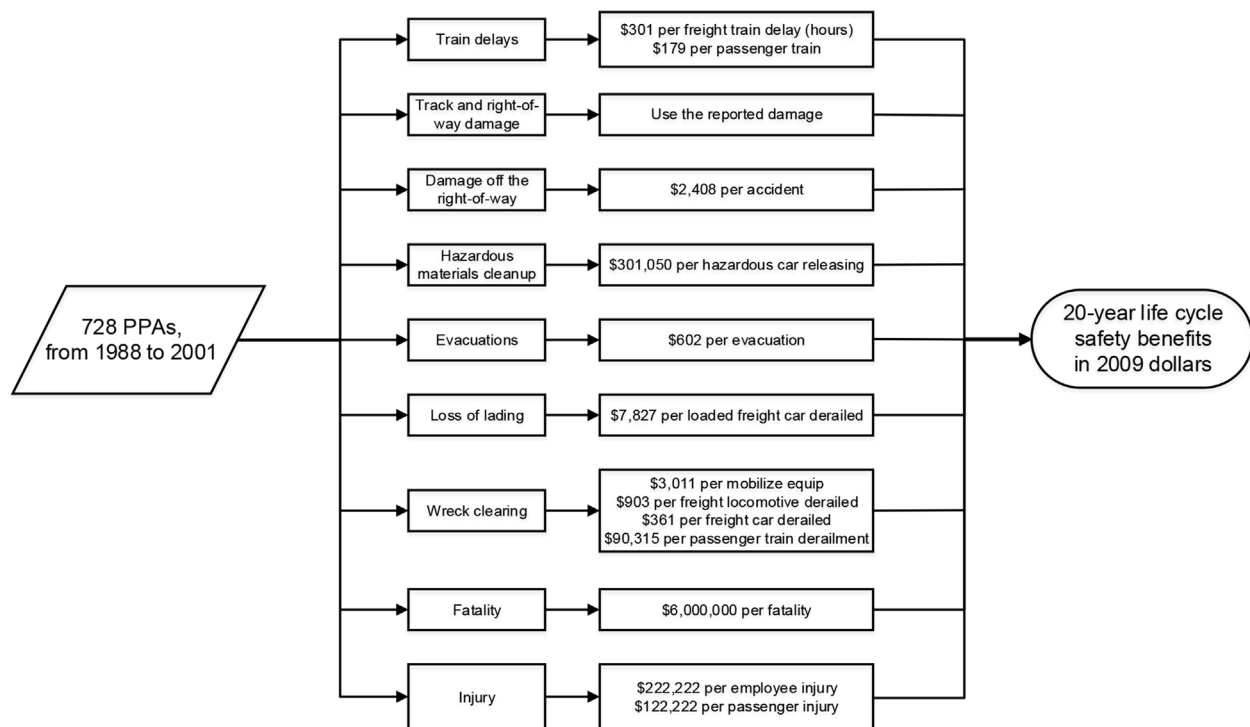 728 PPAs,
from 1988 to 2001
Train delays
$301 per freight train delay (hours)
$179 per passenger train
Track and right-of-
way damage
Use the reported damage
Damage off the
right-of-way
$2,408 per accident
Hazardous
materials cleanup
$301,050 per hazardous car releasing
Evacuations
$602 per evacuation
Loss of lading
$7,827 per loaded freight car derailed
Wreck clearing
$3,011 per mobilize equip
$903 per freight locomotive derailed
$361 per freight car derailed
$90,315 per passenger train derailment
Fatality
$6,000,000 per fatality
Injury
$222,222 per employee injury
$122,222 per passenger injury
20-year life cycle
safety benefits
in 2009 dollars